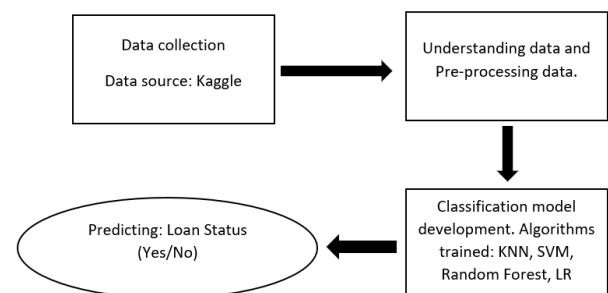 Data collection
Data source: Kaggle
Understanding data and
Pre-processing data.
Classification model
development. Algorithms
trained: KNN, SVM,
Random Forest, LR
Predicting: Loan Status
(Yes/No)